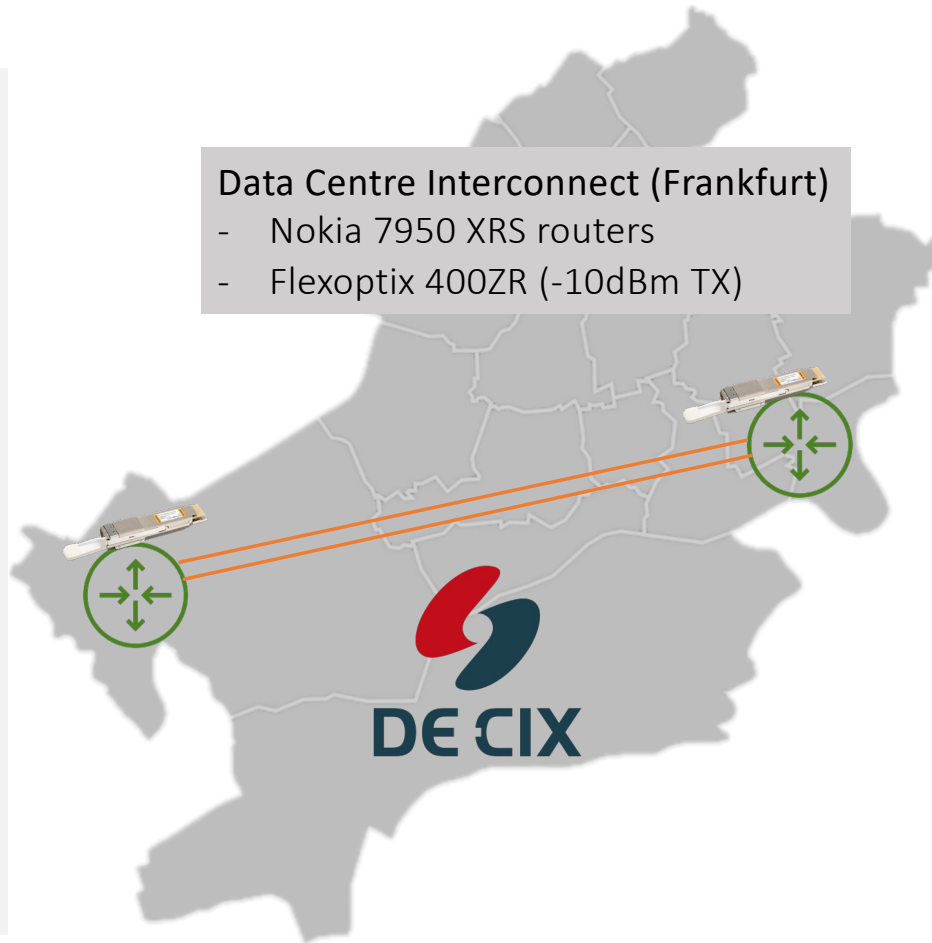 Data Centre Interconnect (Frankfurt)
- Nokia 7950 XRS routers
- Flexoptix 400ZR (-10dBm TX)
DE CIX